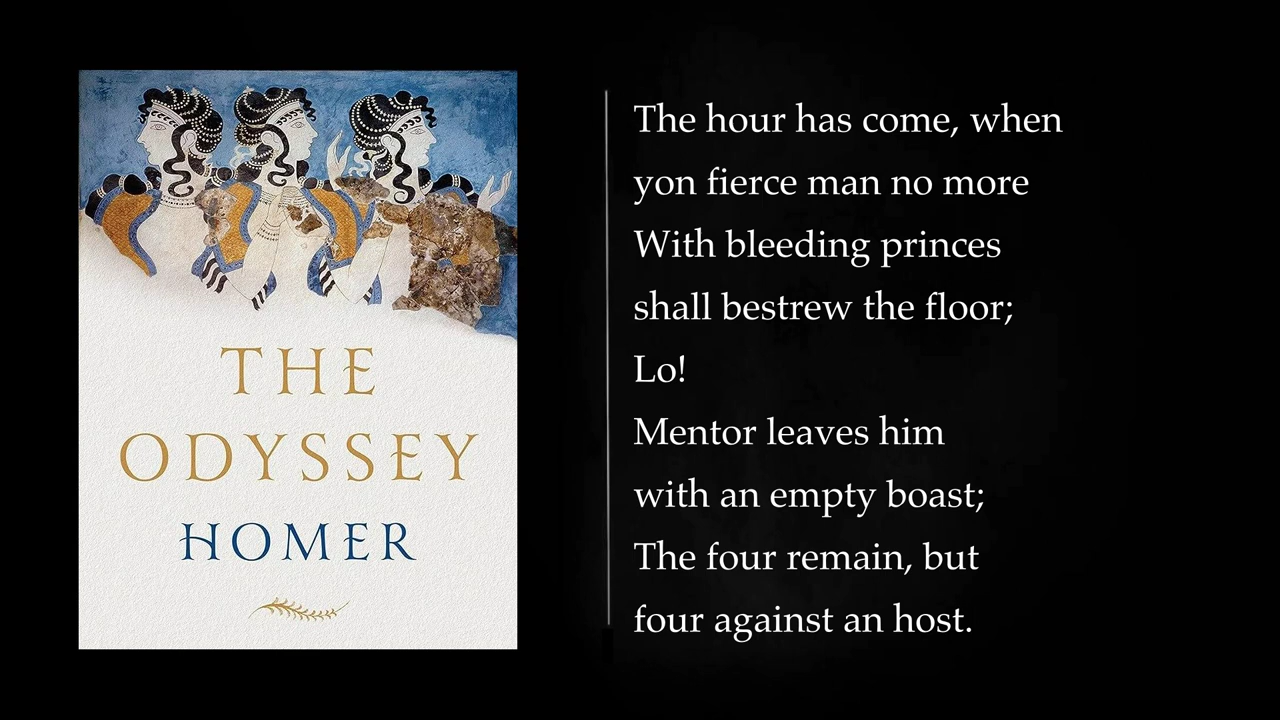 THE
ODYSSEY
HOMER
The hour has come, when
yon fierce man no more
With bleeding princes
shall bestrew the floor;
Lo!
Mentor leaves him
with an empty boast;
The four remain, but
four against an host.